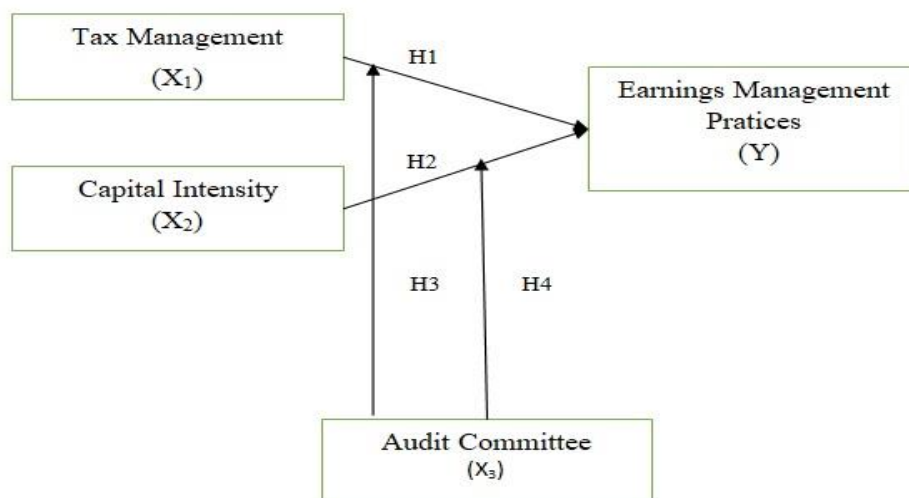 Tax Management
(X₁)
H1
Earnings Management
Pratices
(Y)
H2
Capital Intensity
(X₂)
H3
H4
Audit Committee
(X₃)